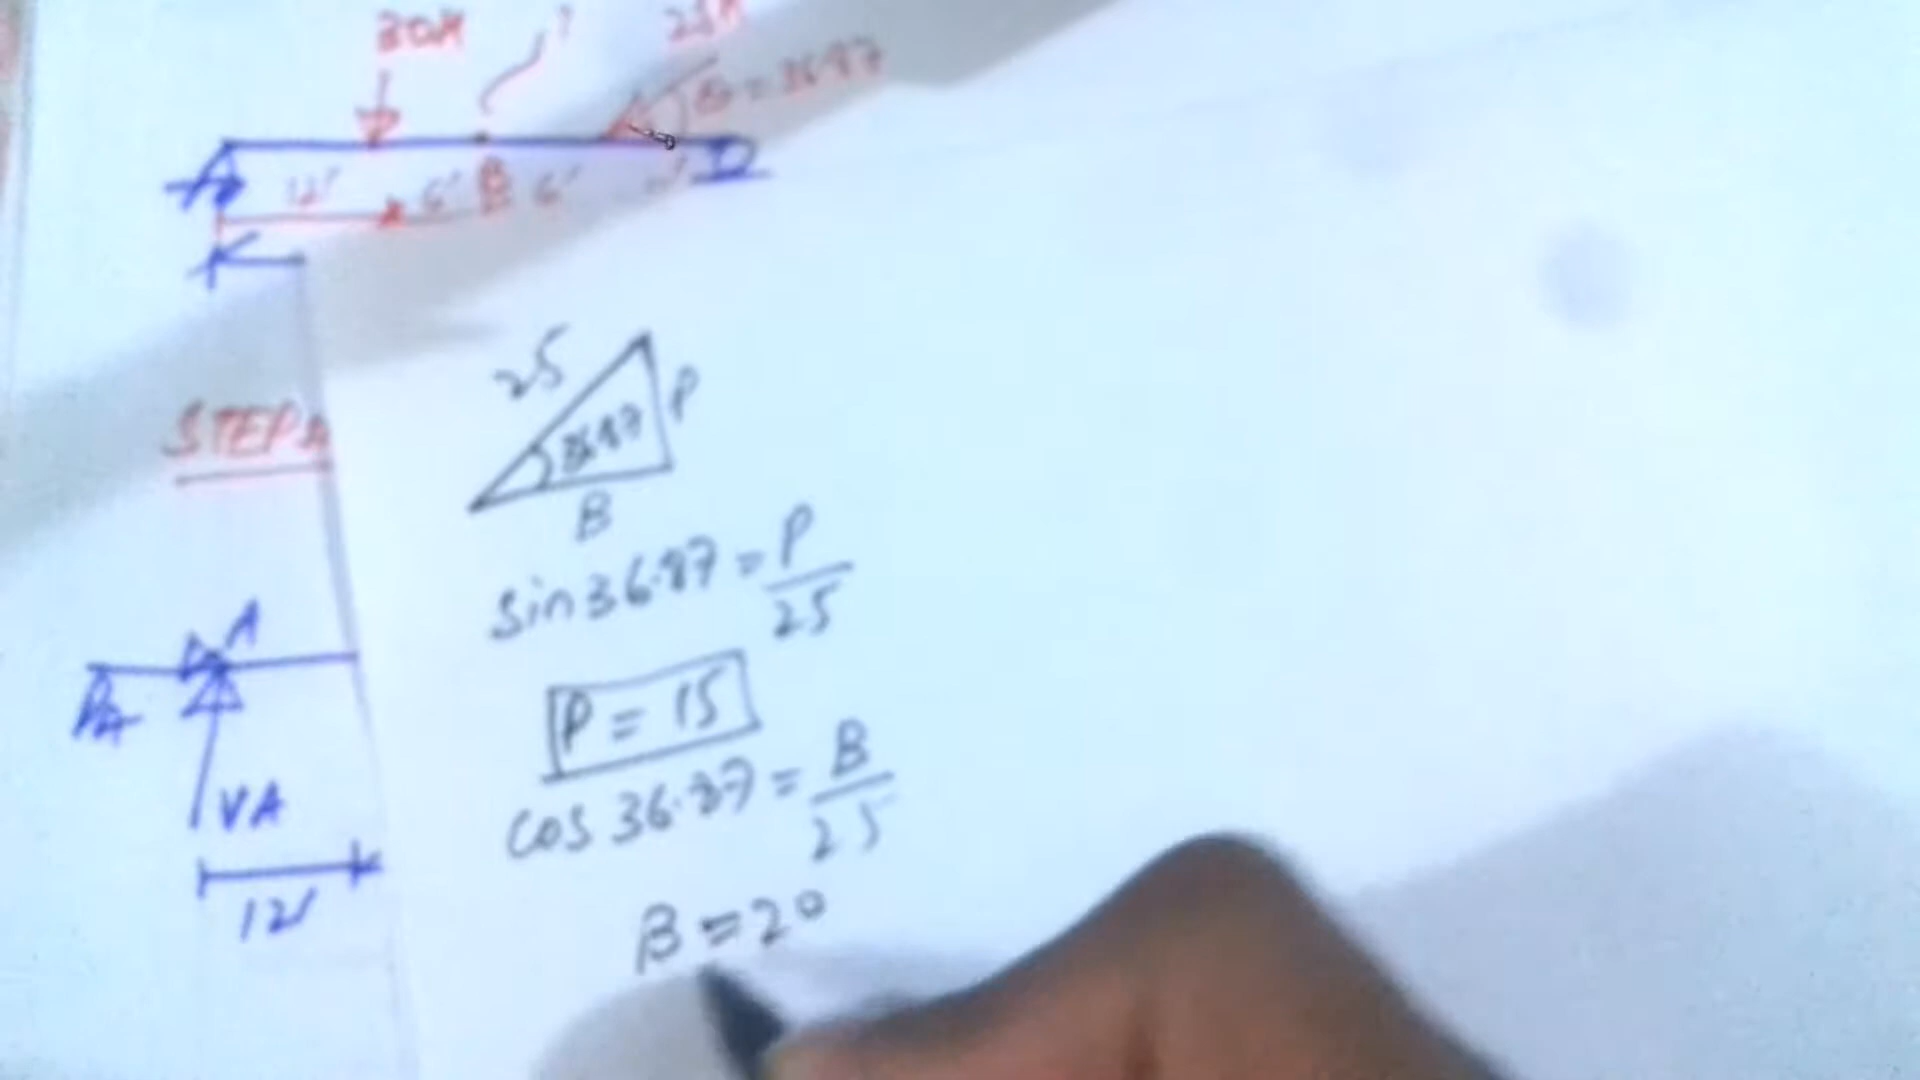 30K
?
25K
θ = 36.87
12'
6'
B
6'
STEP
25
36.87
P
B
sin 36.87 = P/25
P = 15
cos 36.87 = B/25
B = 20
A
VA
12'